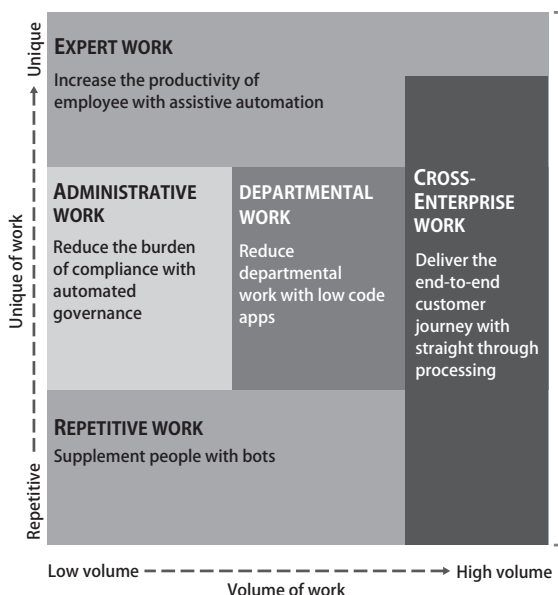 EXPERT WORK
Increase the productivity of
employee with assistive automation
ADMINISTRATIVE
WORK
Reduce the burden
of compliance with
automated
governance
DEPARTMENTAL
WORK
Reduce
departmental
work with low code
apps
CROSS-
ENTERPRISE
WORK
Deliver the
end-to-end
customer
journey with
straight through
processing
REPETITIVE WORK
Supplement people with bots
Unique
Unique of work
Repetitive
Low volume
High volume
Volume of work